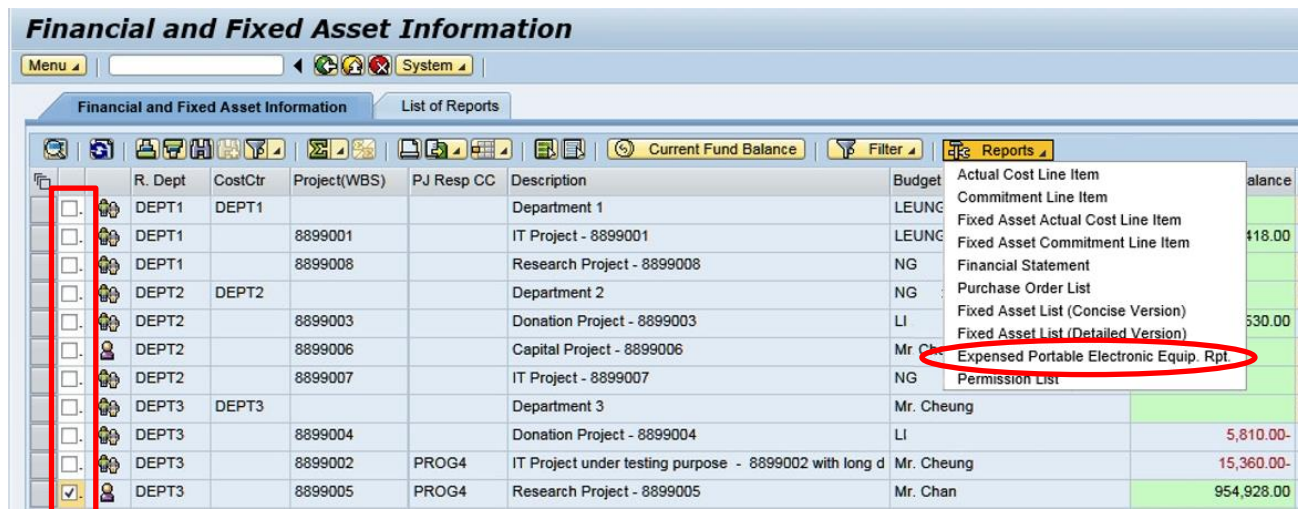 Financial and Fixed Asset Information
Menu System
Financial and Fixed Asset Information List of Reports
Current Fund Balance Filter Reports
R. Dept CostCtr Project(WBS) PJ Resp CC Description Budget alance
Actual Cost Line Item
Commitment Line Item
Fixed Asset Actual Cost Line Item
Fixed Asset Commitment Line Item
Financial Statement
Purchase Order List
Fixed Asset List (Concise Version)
Fixed Asset List (Detailed Version)
Expensed Portable Electronic Equip. Rpt.
Permission List
DEPT1 DEPT1 Department 1 LEUNG
DEPT1 8899001 IT Project - 8899001 LEUNG 418.00
DEPT1 8899008 Research Project - 8899008 NG
DEPT2 DEPT2 Department 2 NG
DEPT2 8899003 Donation Project - 8899003 LI 530.00
DEPT2 8899006 Capital Project - 8899006 Mr. Ch
DEPT2 8899007 IT Project - 8899007 NG
DEPT3 DEPT3 Department 3 Mr. Cheung
DEPT3 8899004 Donation Project - 8899004 LI 5,810.00-
DEPT3 8899002 PROG4 IT Project under testing purpose - 8899002 with long d Mr. Cheung 15,360.00-
DEPT3 8899005 PROG4 Research Project - 8899005 Mr. Chan 954,928.00